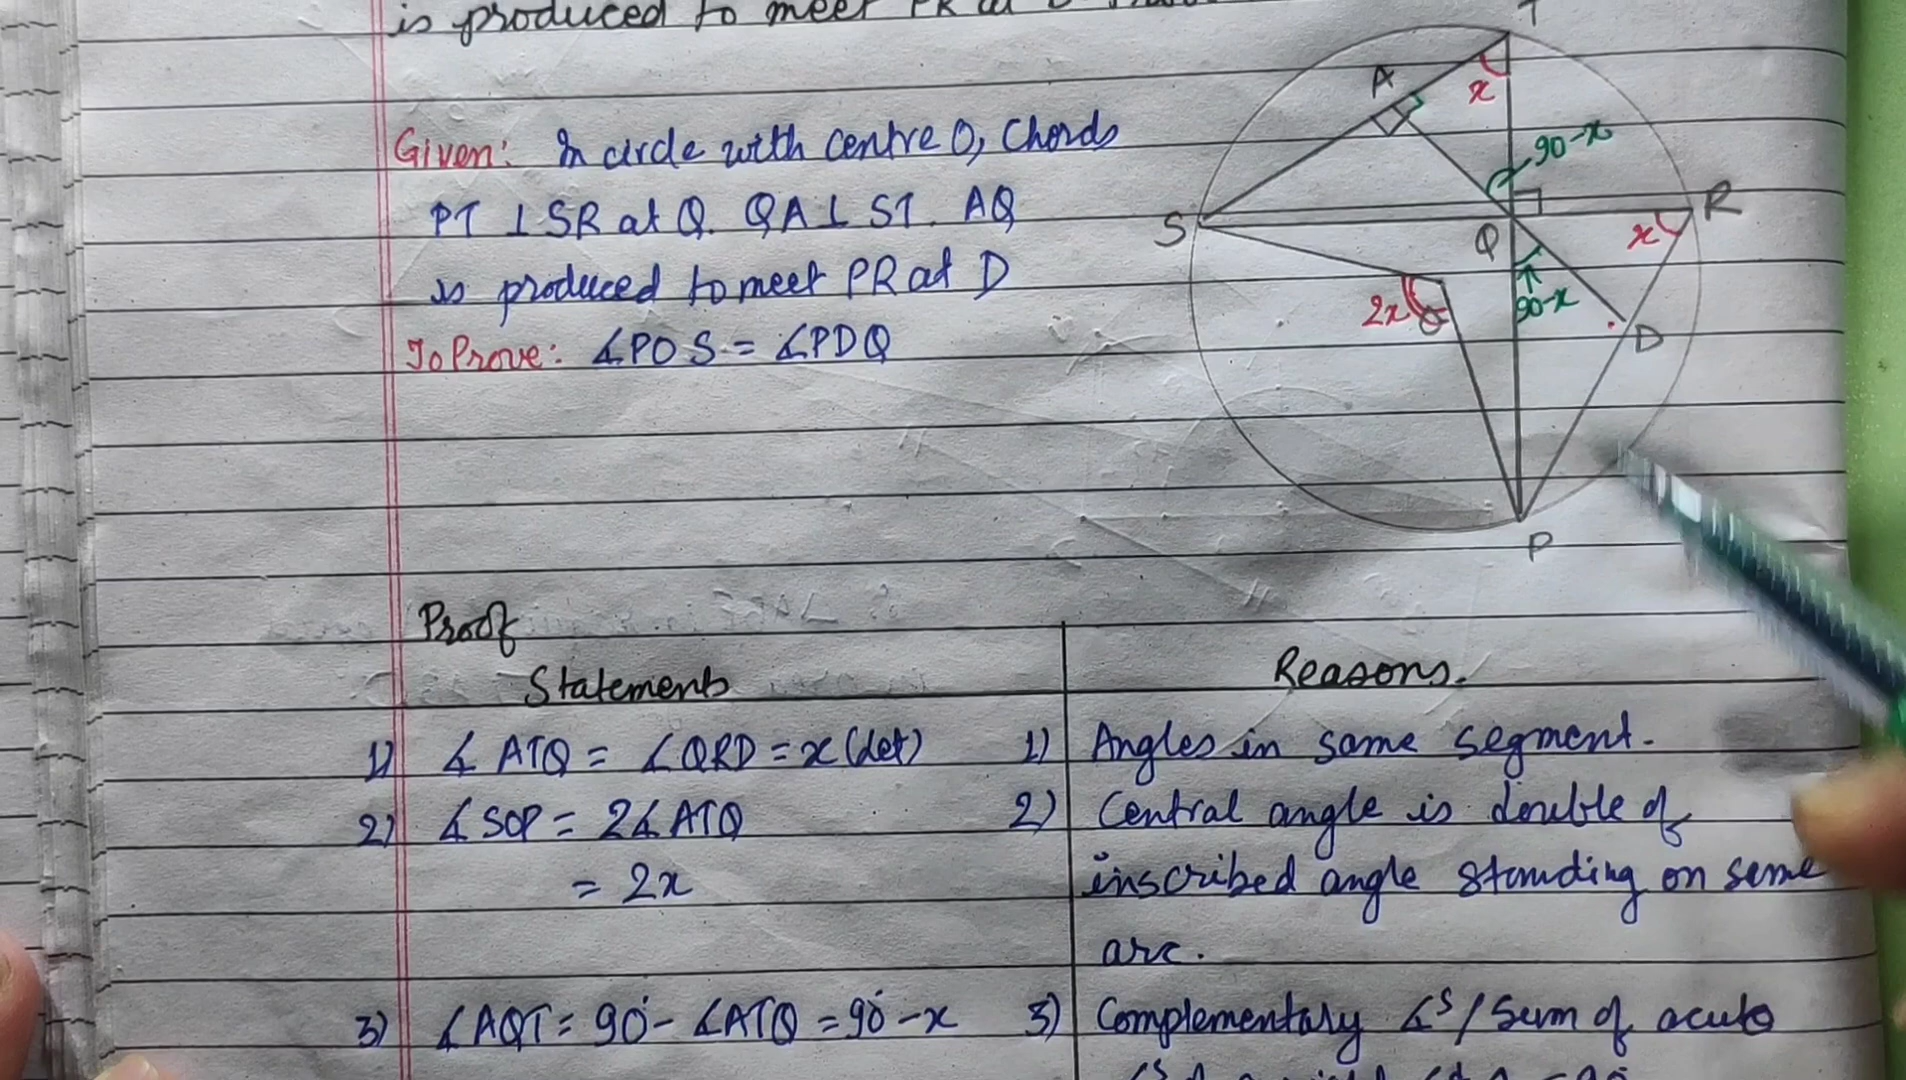 is produced to meet PR at D
Given: In circle with centre O, Chords
PT ⊥ SR at Q. QA ⊥ ST. AQ
is produced to meet PR at D
To Prove: ∡POS = ∡PDQ
T
A
x
90-x
S
Q
R
x
2x
O
90-x
D
P
Proof
Statements
Reasons.
1) ∡ATQ = ∡QRD = x (let)
1) Angles in same segment.
2) ∡SOP = 2∡ATQ
2) Central angle is double of
= 2x
inscribed angle standing on same
arc.
3) ∡AQT = 90° - ∡ATQ = 90° - x
3) Complementary ∡s / Sum of acute